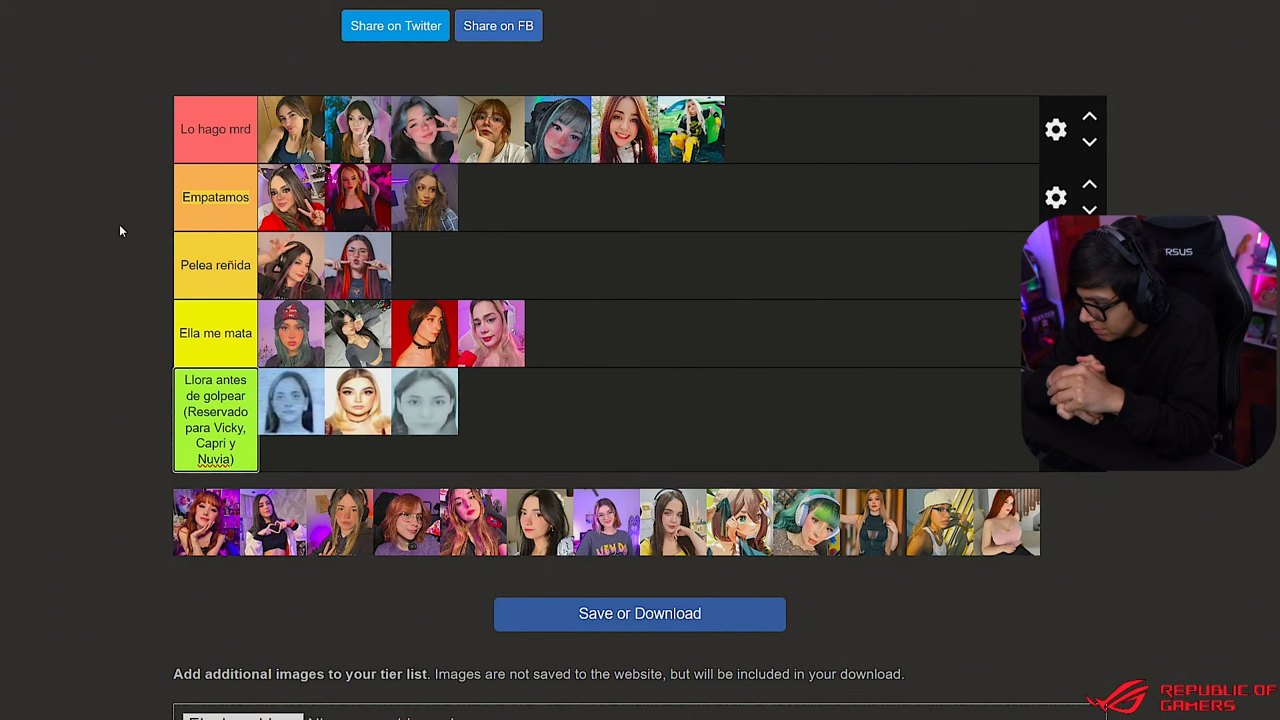 Share on Twitter
Share on FB
Lo hago mrd
Empatamos
Pelea reñida
Ella me mata
Llora antes
de golpear
(Reservado
para Vicky,
Capri y
Nuvia)
RSUS
Save or Download
Add additional images to your tier list. Images are not saved to the website, but will be included in your download.
REPUBLIC OF
GAMERS